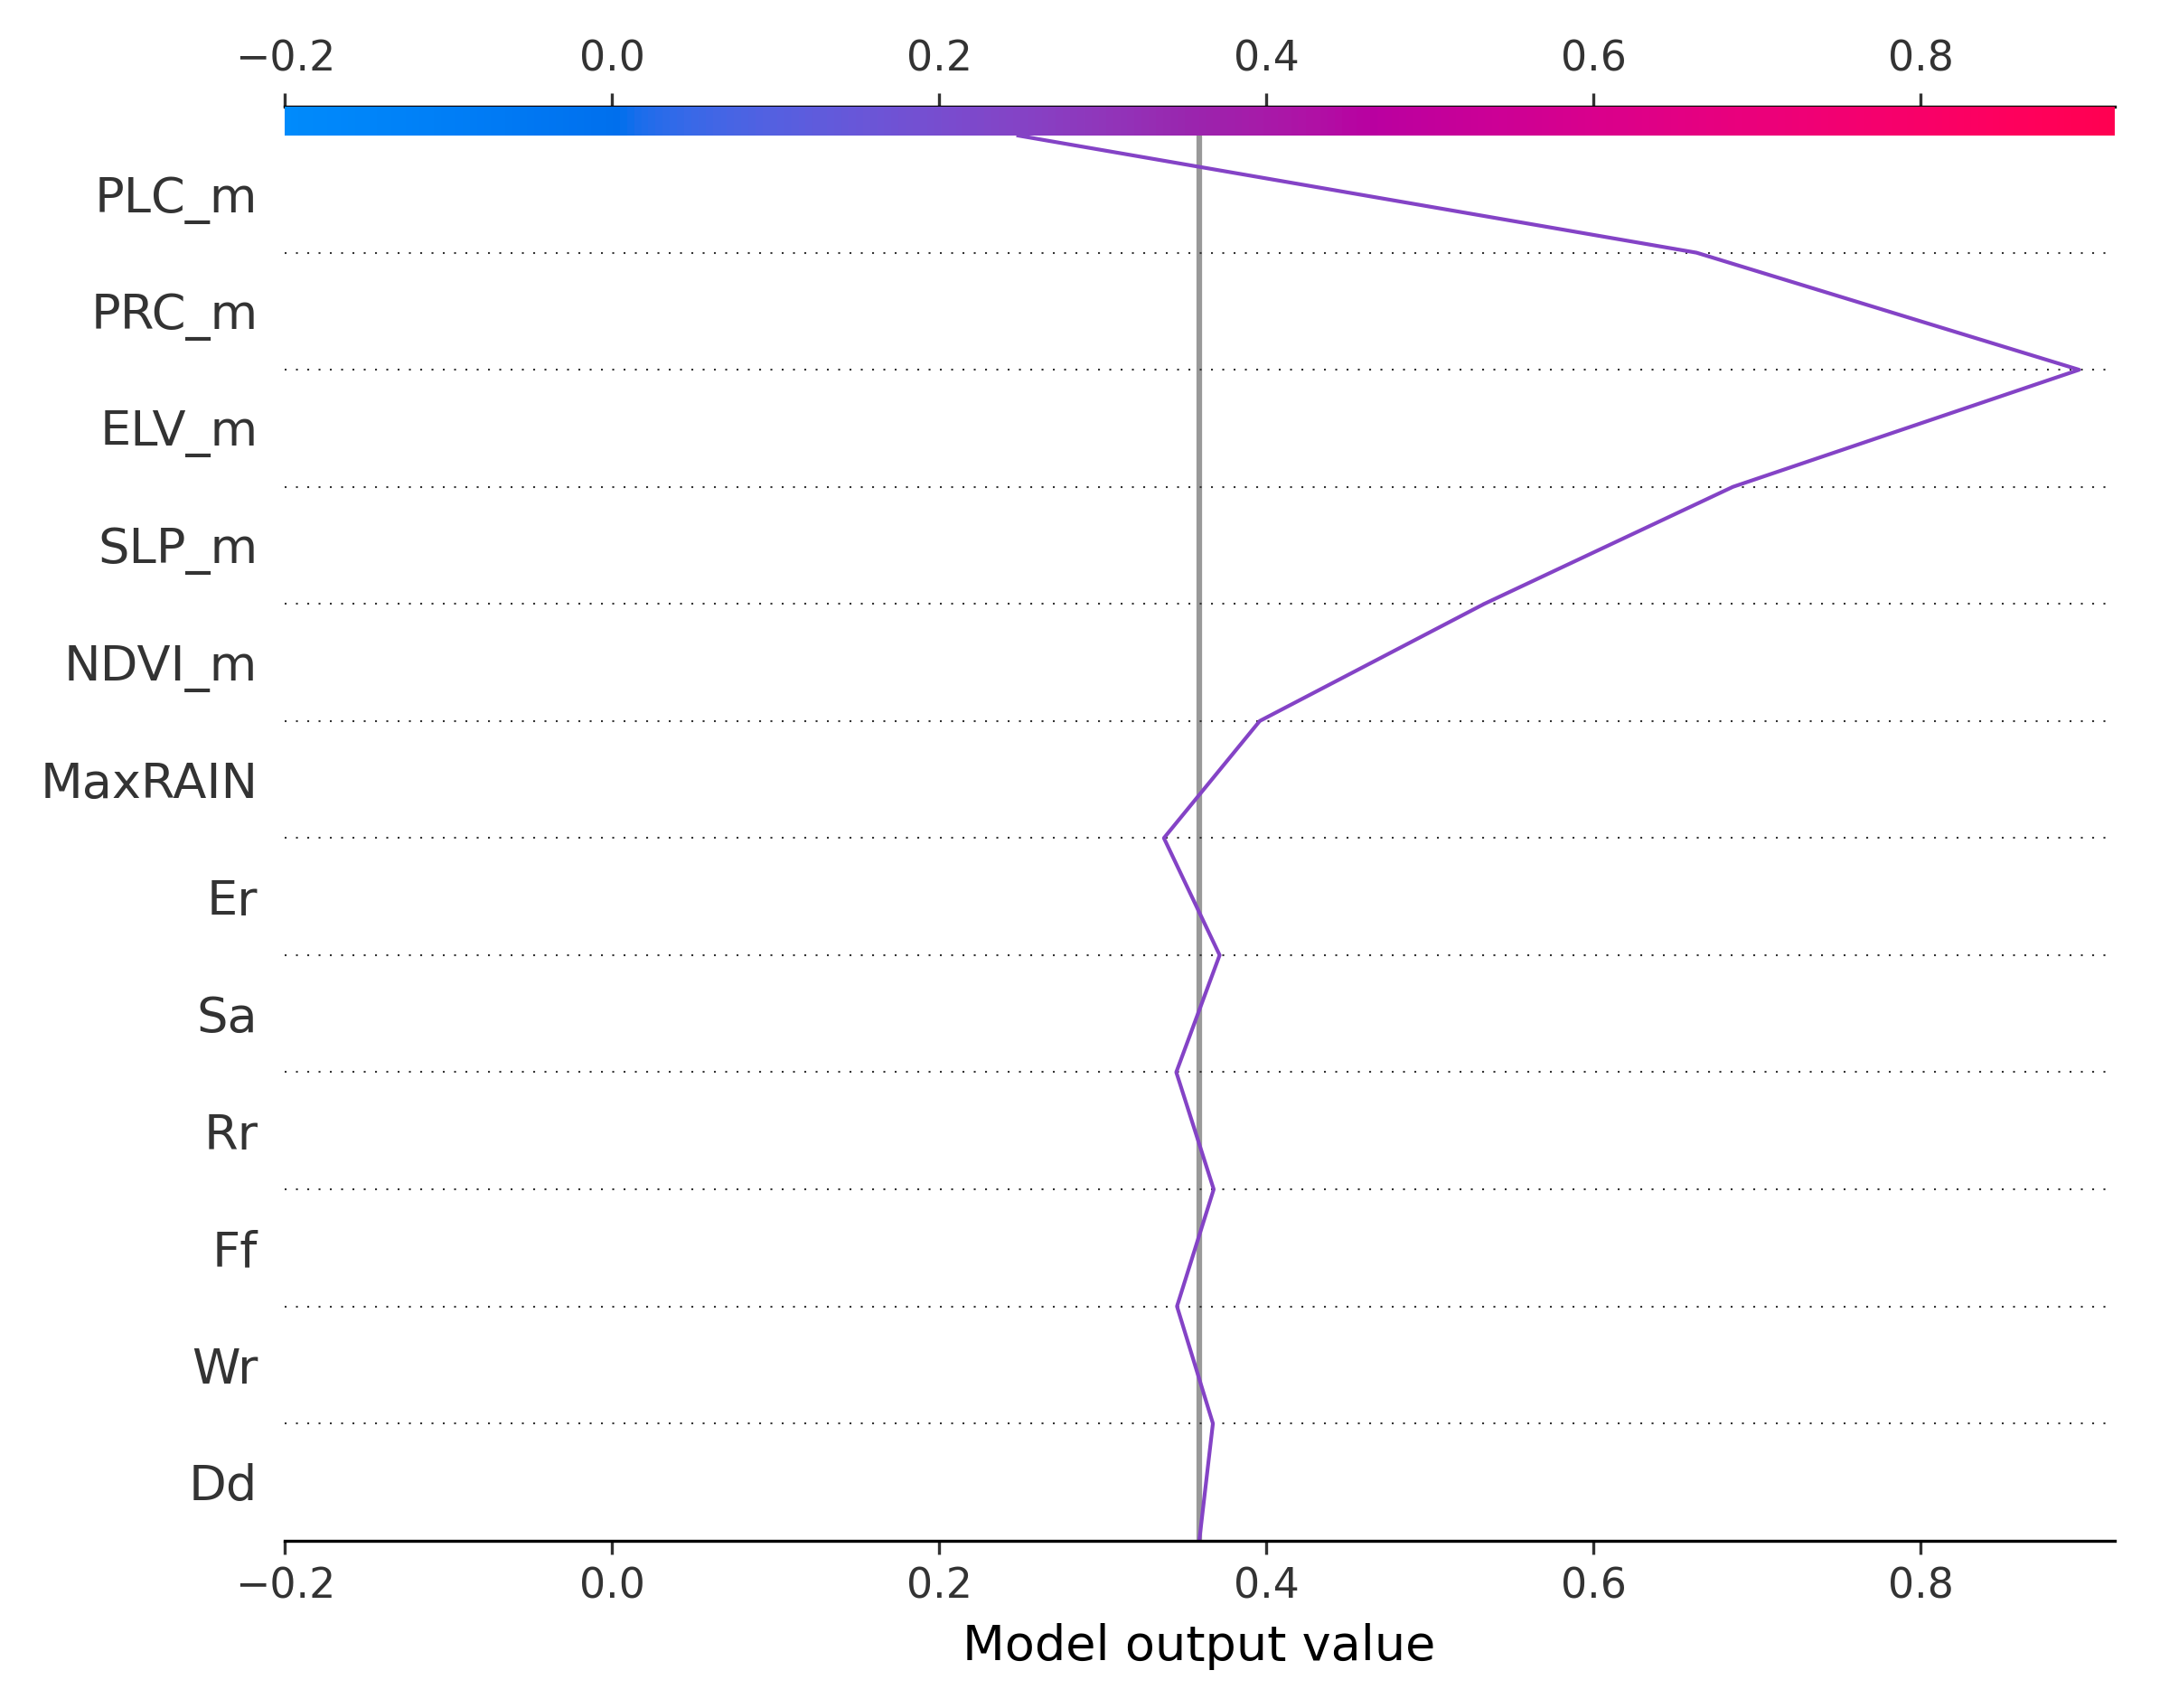 −0.2 0.0 0.2 0.4 0.6 0.8
PLC_m
PRC_m
ELV_m
SLP_m
NDVI_m
MaxRAIN
Er
Sa
Rr
Ff
Wr
Dd
−0.2 0.0 0.2 0.4 0.6 0.8
Model output value